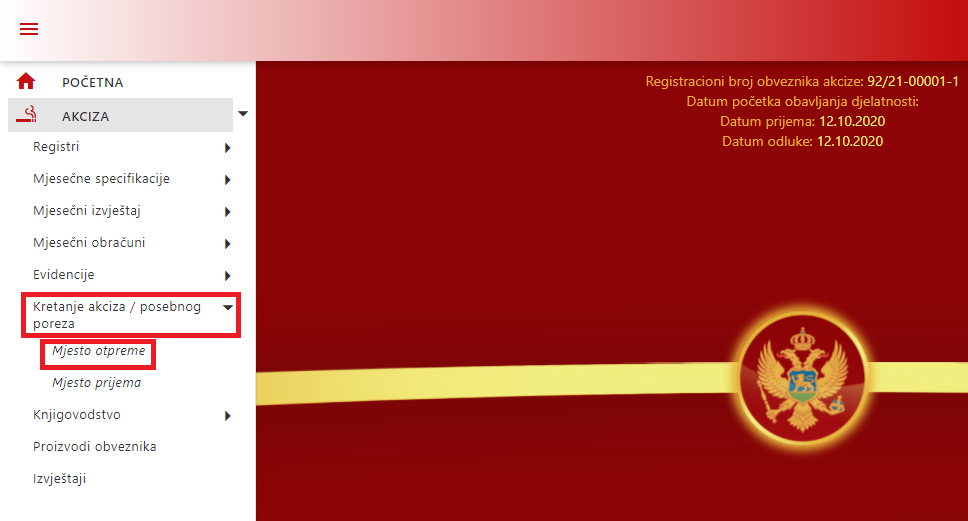 POČETNA
AKCIZA
Registri
Mjesečne specifikacije
Mjesečni izvještaj
Mjesečni obračuni
Evidencije
Kretanje akciza / posebnog
poreza
Mjesto otpreme
Mjesto prijema
Knjigovodstvo
Proizvodi obveznika
Izvještaji
Registracioni broj obveznika akcize: 92/21-00001-1
Datum početka obavljanja djelatnosti:
Datum prijema: 12.10.2020
Datum odluke: 12.10.2020